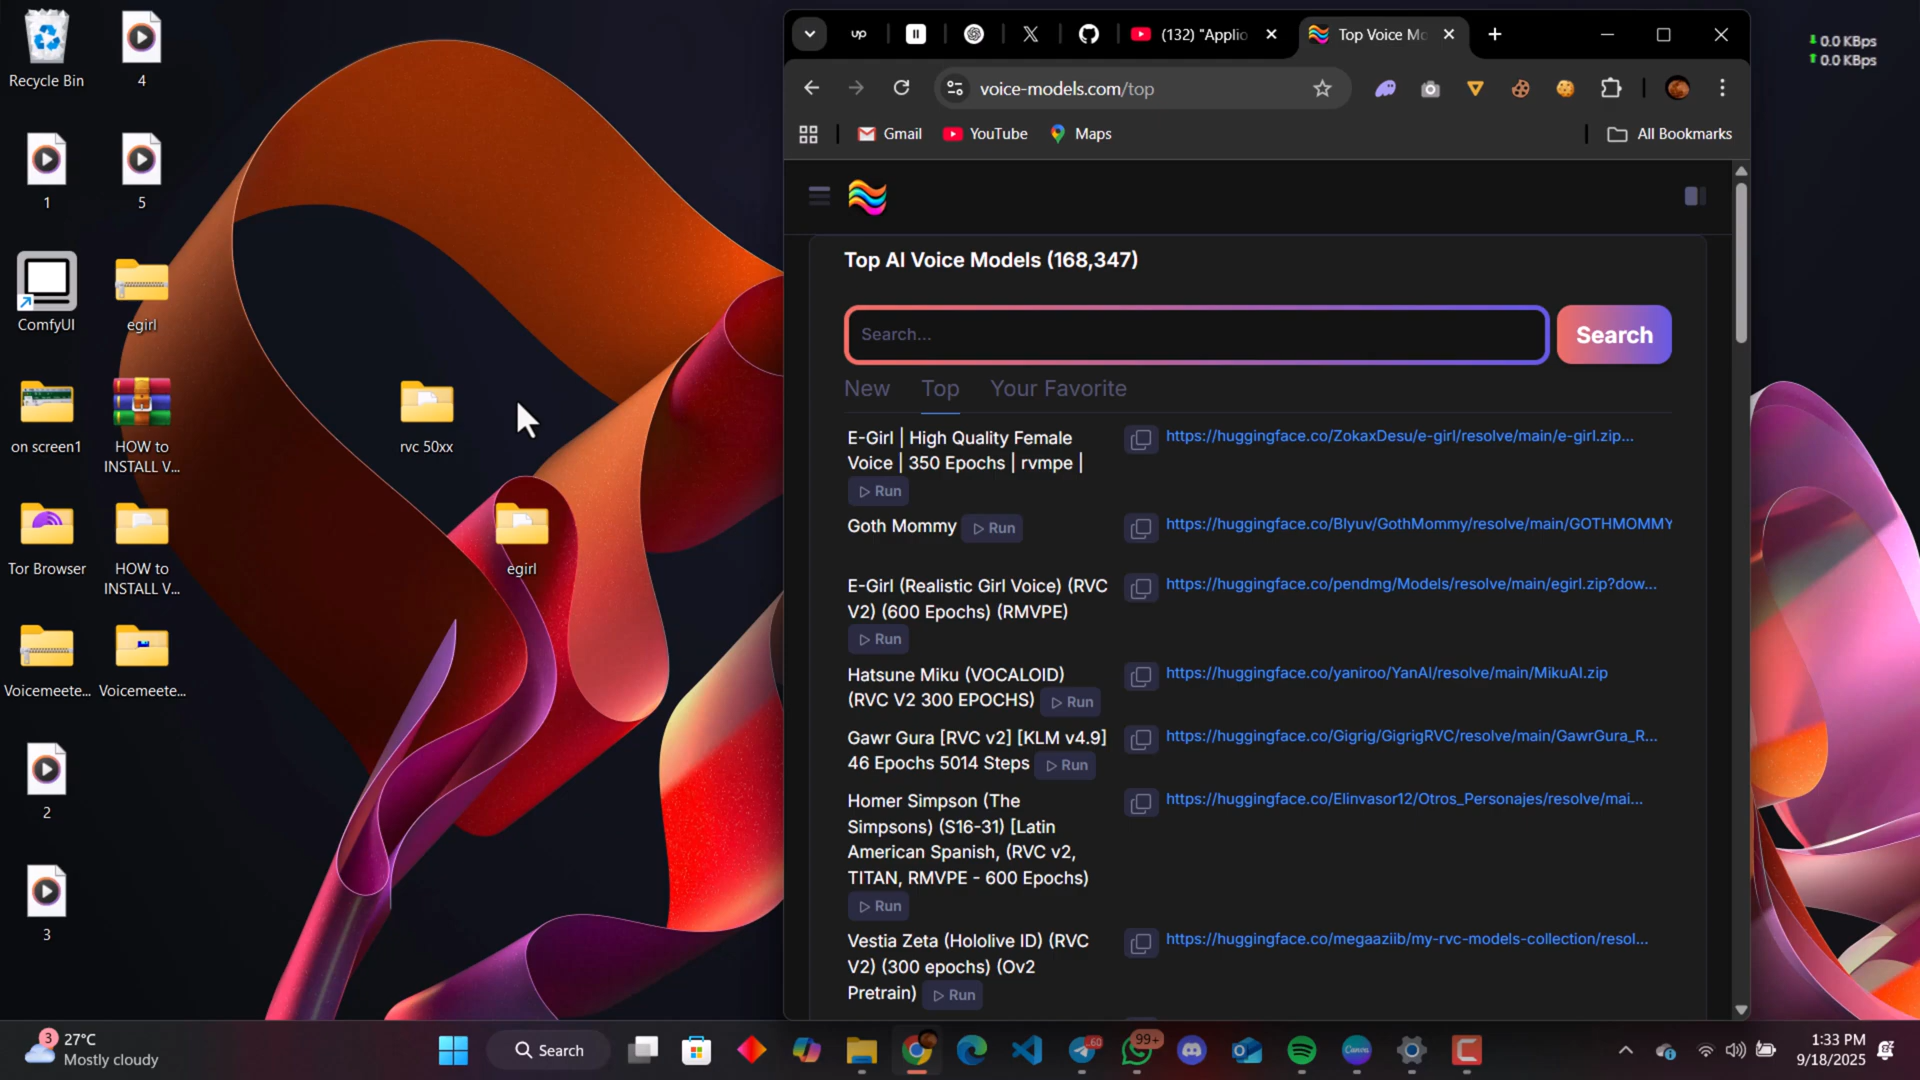 Recycle Bin
4
1
5
ComfyUI
egirl
on screen1
HOW to
INSTALL V...
Tor Browser
HOW to
INSTALL V...
Voicemeete...
Voicemeete...
2
3
rvc 50xx
egirl
up
(132) "Applio
Top Voice Mo
voice-models.com/top
Gmail
YouTube
Maps
All Bookmarks
Top AI Voice Models (168,347)
Search...
Search
New
Top
Your Favorite
E-Girl | High Quality Female
Voice | 350 Epochs | rvmpe |
Run
https://huggingface.co/ZokaxDesu/e-girl/resolve/main/e-girl.zip...
Goth Mommy
Run
https://huggingface.co/Blyuv/GothMommy/resolve/main/GOTHMOMMY
E-Girl (Realistic Girl Voice) (RVC
V2) (600 Epochs) (RMVPE)
Run
https://huggingface.co/pendmg/Models/resolve/main/egirl.zip?dow...
Hatsune Miku (VOCALOID)
(RVC V2 300 EPOCHS)
Run
https://huggingface.co/yaniroo/YanAI/resolve/main/MikuAI.zip
Gawr Gura [RVC v2] [KLM v4.9]
46 Epochs 5014 Steps
Run
https://huggingface.co/Gigrig/GigrigRVC/resolve/main/GawrGura_R...
Homer Simpson (The
Simpsons) (S16-31) [Latin
American Spanish, (RVC v2,
TITAN, RMVPE - 600 Epochs)
Run
https://huggingface.co/Elinvasor12/Otros_Personajes/resolve/mai...
Vestia Zeta (Hololive ID) (RVC
V2) (300 epochs) (Ov2
Pretrain)
Run
https://huggingface.co/megaaziib/my-rvc-models-collection/resol...
0.0 KBps
0.0 KBps
3
27°C
Mostly cloudy
Search
60
99+
Canva
1:33 PM
9/18/2025